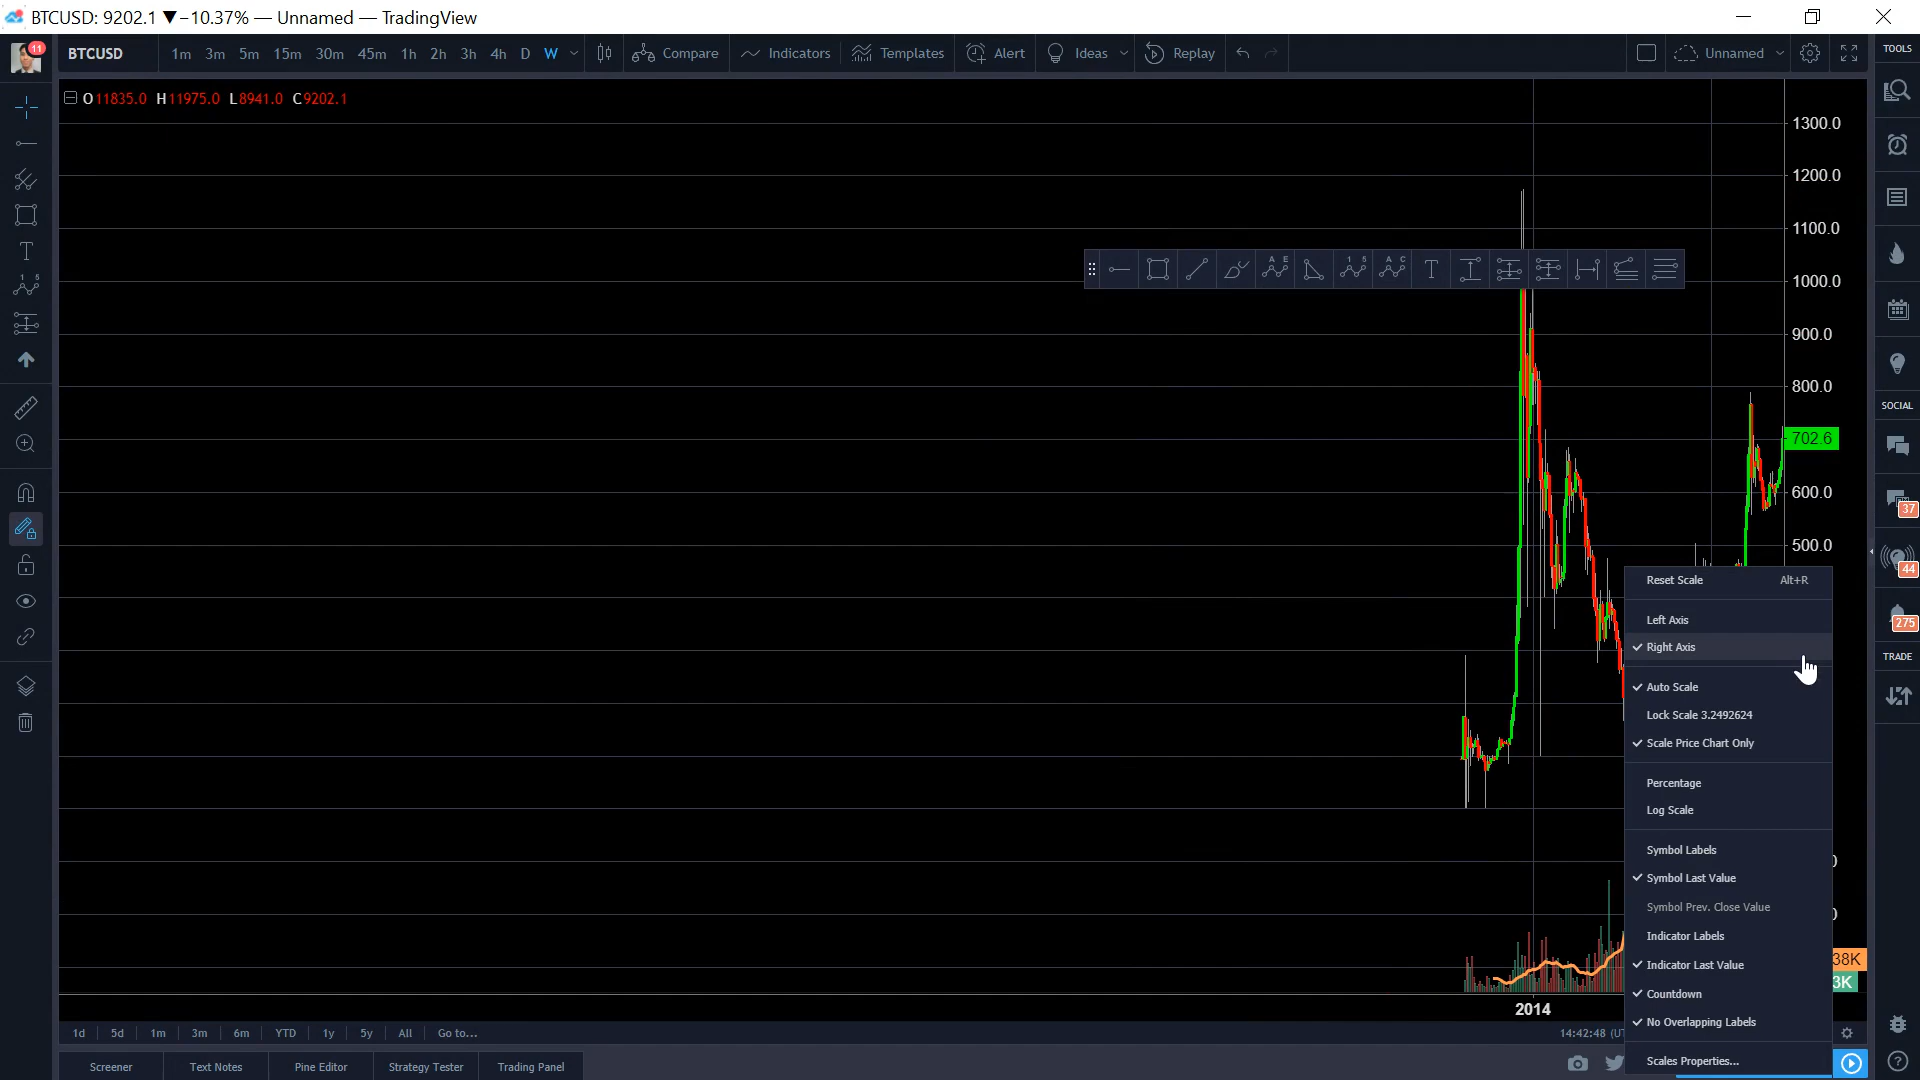 BTCUSD: 9202.1 ▼−10.37% — Unnamed — TradingView
11 BTCUSD 1m 3m 5m 15m 30m 45m 1h 2h 3h 4h D W Compare Indicators Templates Alert Ideas Replay Unnamed TOOLS
O11835.0 H11975.0 L8941.0 C9202.1
1300.0
1200.0
1100.0
1000.0
900.0
800.0
702.6
600.0
500.0
SOCIAL
37
44
275
TRADE
Reset Scale Alt+R
Left Axis
Right Axis
Auto Scale
Lock Scale 3.2492624
Scale Price Chart Only
Percentage
Log Scale
Symbol Labels
Symbol Last Value
Symbol Prev. Close Value
Indicator Labels
Indicator Last Value
Countdown
No Overlapping Labels
Scales Properties...
38K
3K
2014
1d 5d 1m 3m 6m YTD 1y 5y All Go to... 14:42:48 (UT
Screener Text Notes Pine Editor Strategy Tester Trading Panel